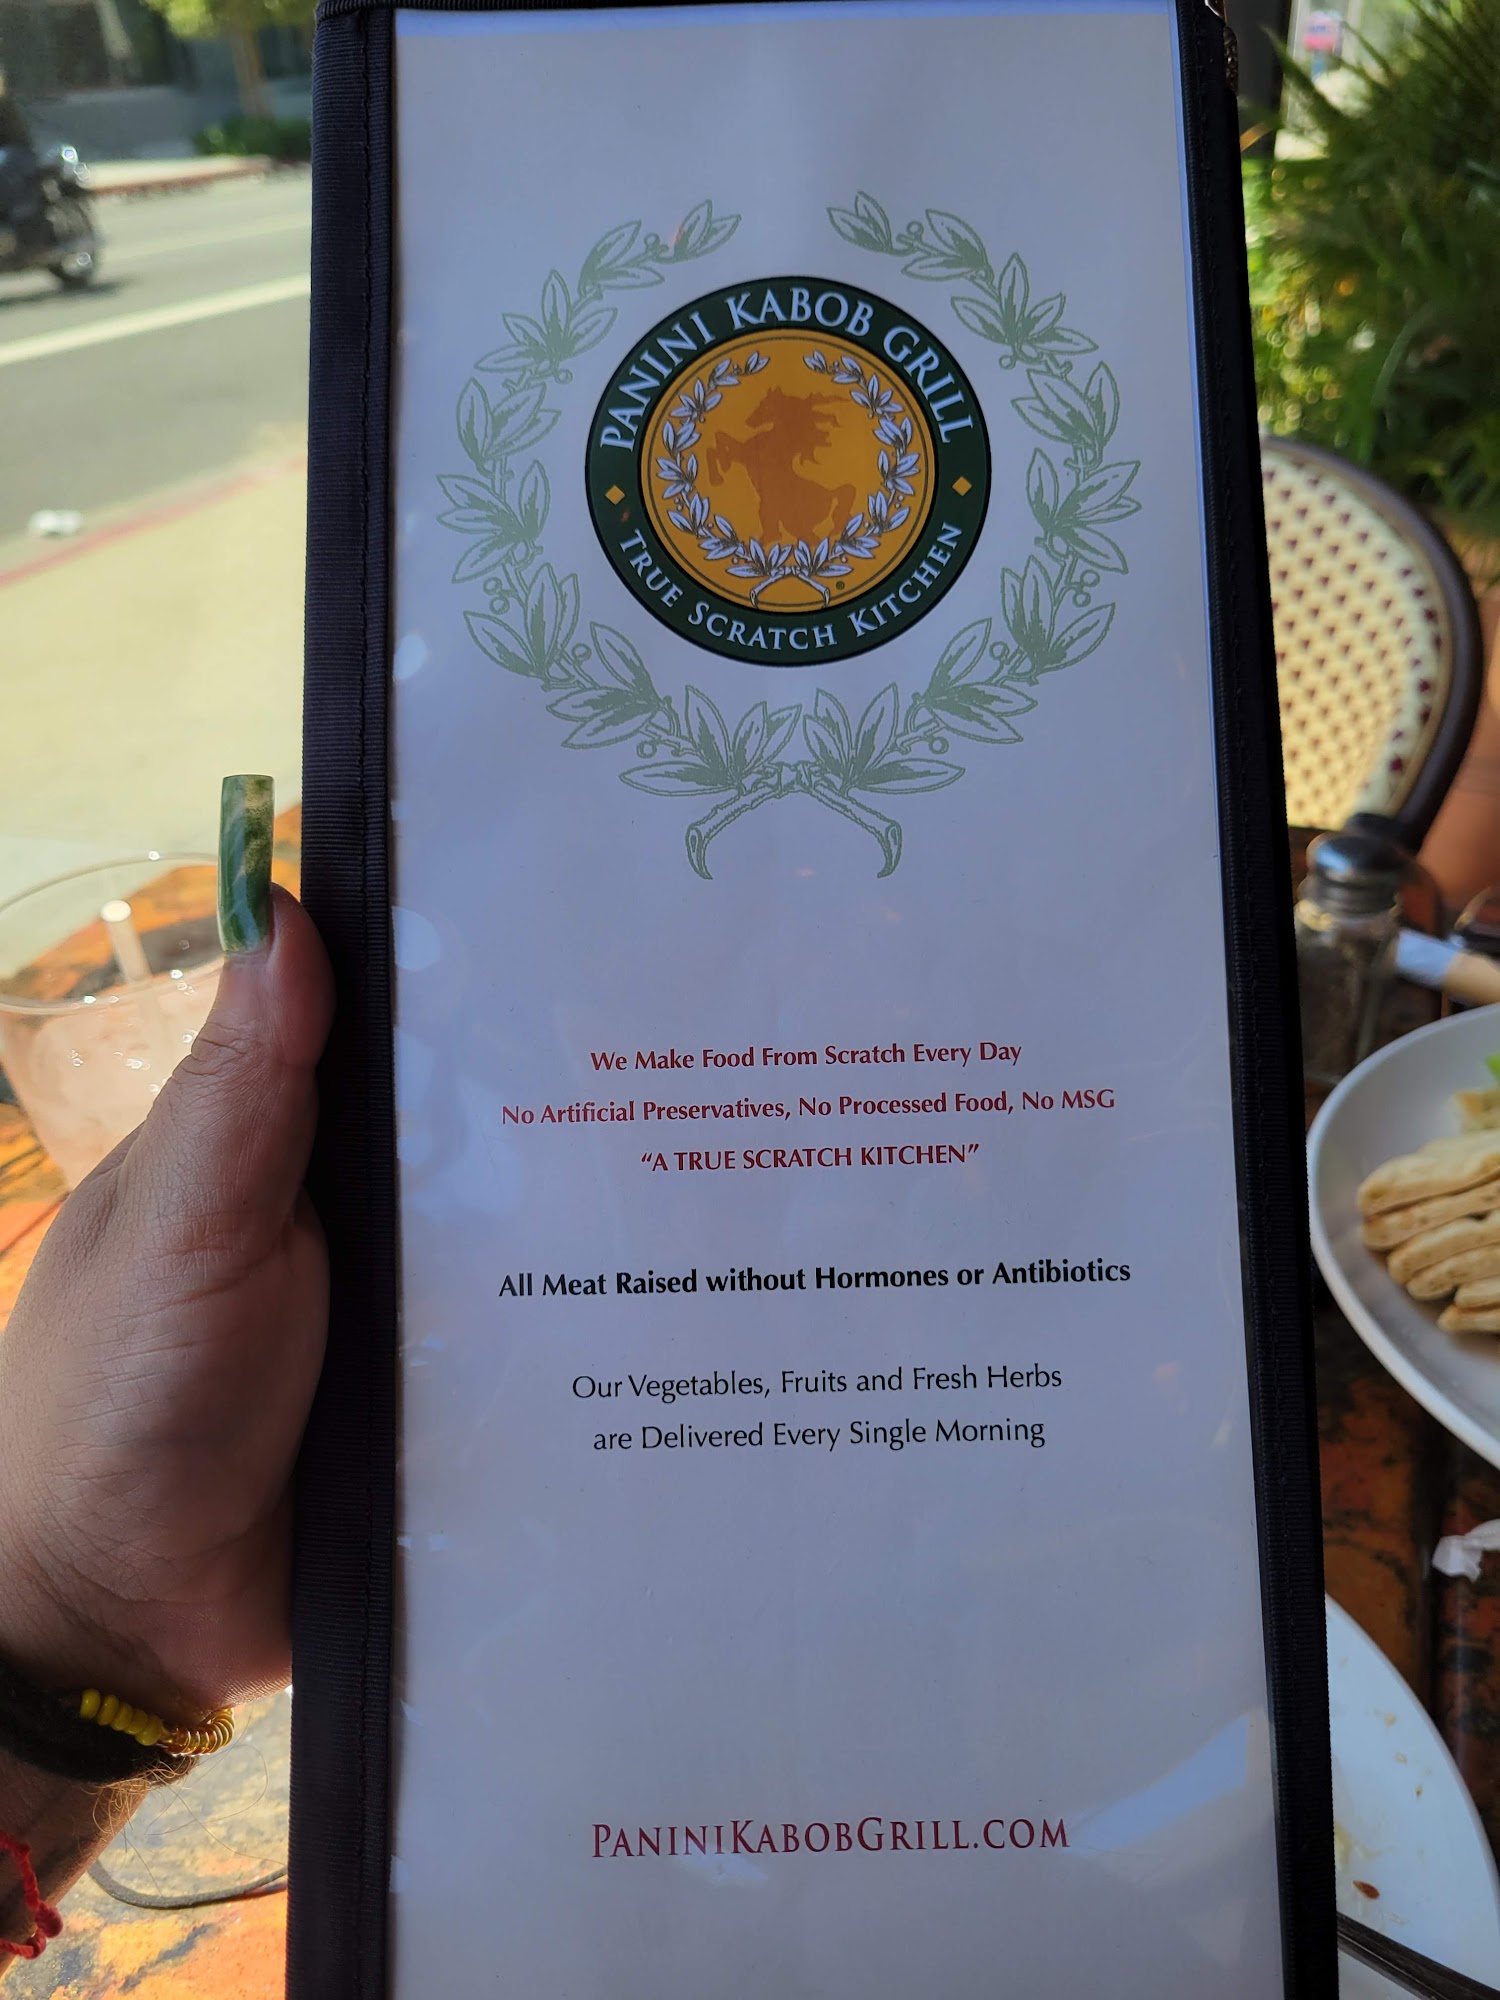 PANINI KABOB GRILL
TRUE SCRATCH KITCHEN
®
We Make Food From Scratch Every Day
No Artificial Preservatives, No Processed Food, No MSG
“A TRUE SCRATCH KITCHEN”
All Meat Raised without Hormones or Antibiotics
Our Vegetables, Fruits and Fresh Herbs
are Delivered Every Single Morning
PANINIKABOBGRILL.COM